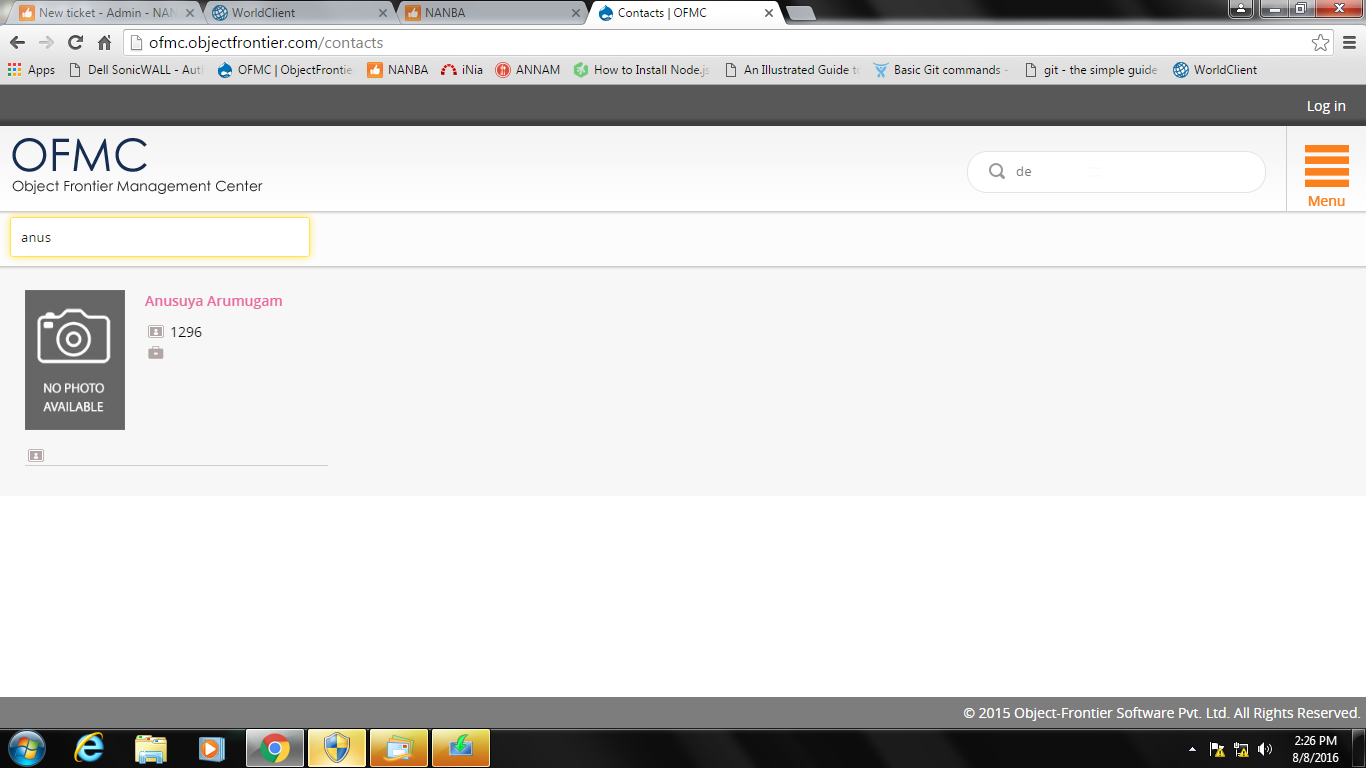 New ticket - Admin - NAN
WorldClient
NANBA
Contacts | OFMC
ofmc.objectfrontier.com/contacts
Apps
Dell SonicWALL - Aut
OFMC | ObjectFrontie
NANBA
iNia
ANNAM
How to Install Node.js
An Illustrated Guide to
Basic Git commands -
git - the simple guide
WorldClient
Log in
OFMC
Object Frontier Management Center
de
Menu
anus
Anusuya Arumugam
1296
NO PHOTO
AVAILABLE
© 2015 Object-Frontier Software Pvt. Ltd. All Rights Reserved.
2:26 PM
8/8/2016